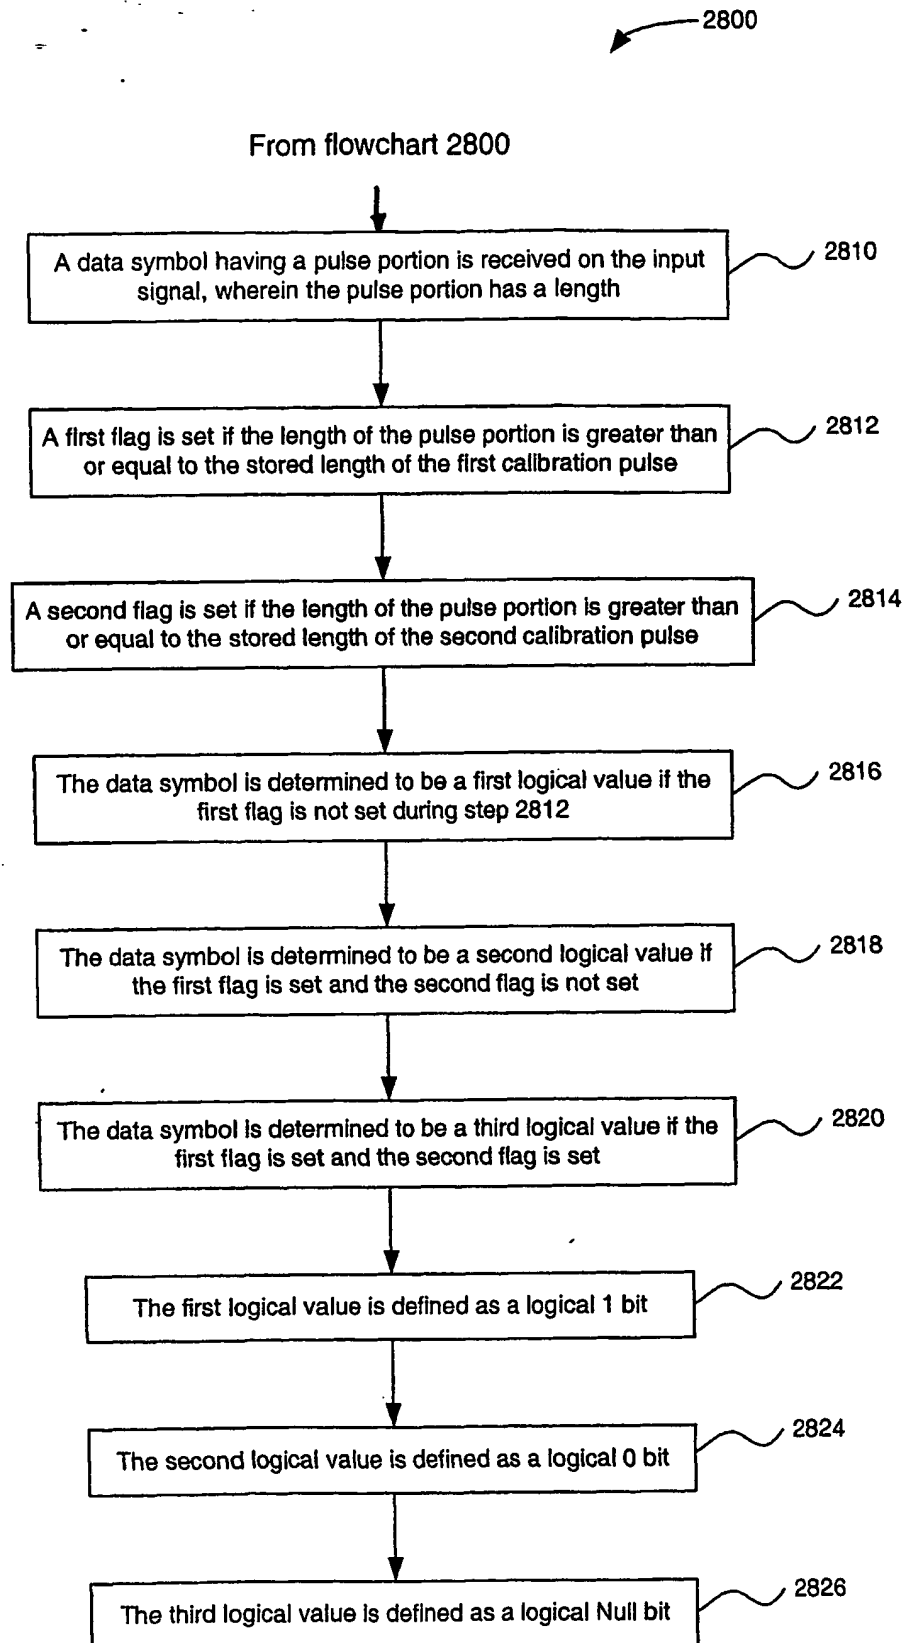 2800
From flowchart 2800
A data symbol having a pulse portion is received on the input
signal, wherein the pulse portion has a length
2810
A first flag is set if the length of the pulse portion is greater than
or equal to the stored length of the first calibration pulse
2812
A second flag is set if the length of the pulse portion is greater than
or equal to the stored length of the second calibration pulse
2814
The data symbol is determined to be a first logical value if the
first flag is not set during step 2812
2816
The data symbol is determined to be a second logical value if
the first flag is set and the second flag is not set
2818
The data symbol is determined to be a third logical value if the
first flag is set and the second flag is set
2820
The first logical value is defined as a logical 1 bit
2822
The second logical value is defined as a logical 0 bit
2824
The third logical value is defined as a logical Null bit
2826